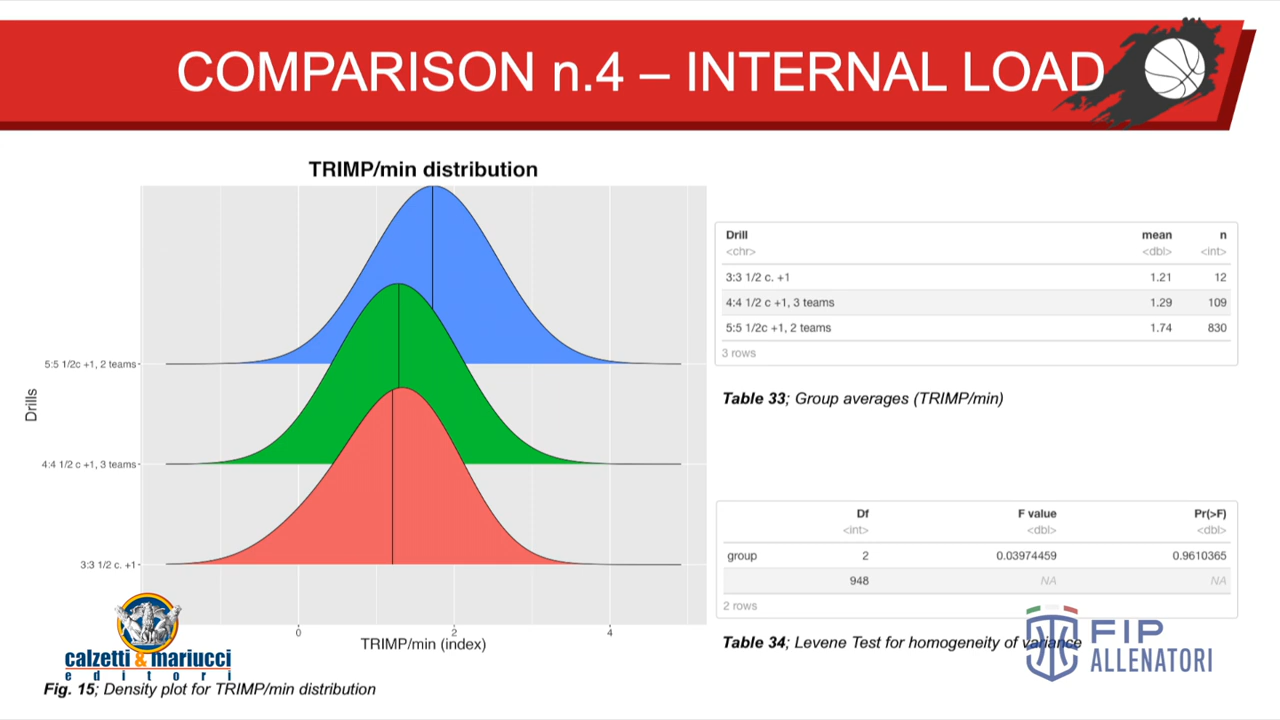 COMPARISON n.4 – INTERNAL LOAD
TRIMP/min distribution
Drills
5:5 1/2c +1, 2 teams
4:4 1/2 c +1, 3 teams
3:3 1/2 c. +1
0 2 4
TRIMP/min (index)
calzetti & mariucci
editori
Fig. 15; Density plot for TRIMP/min distribution
Drill mean n
<chr> <dbl> <int>
3:3 1/2 c. +1 1.21 12
4:4 1/2 c +1, 3 teams 1.29 109
5:5 1/2c +1, 2 teams 1.74 830
3 rows
Table 33; Group averages (TRIMP/min)
Df F value Pr(>F)
<int> <dbl> <dbl>
group 2 0.03974459 0.9610365
948 NA NA
2 rows
Table 34; Levene Test for homogeneity of variance
FIP
ALLENATORI